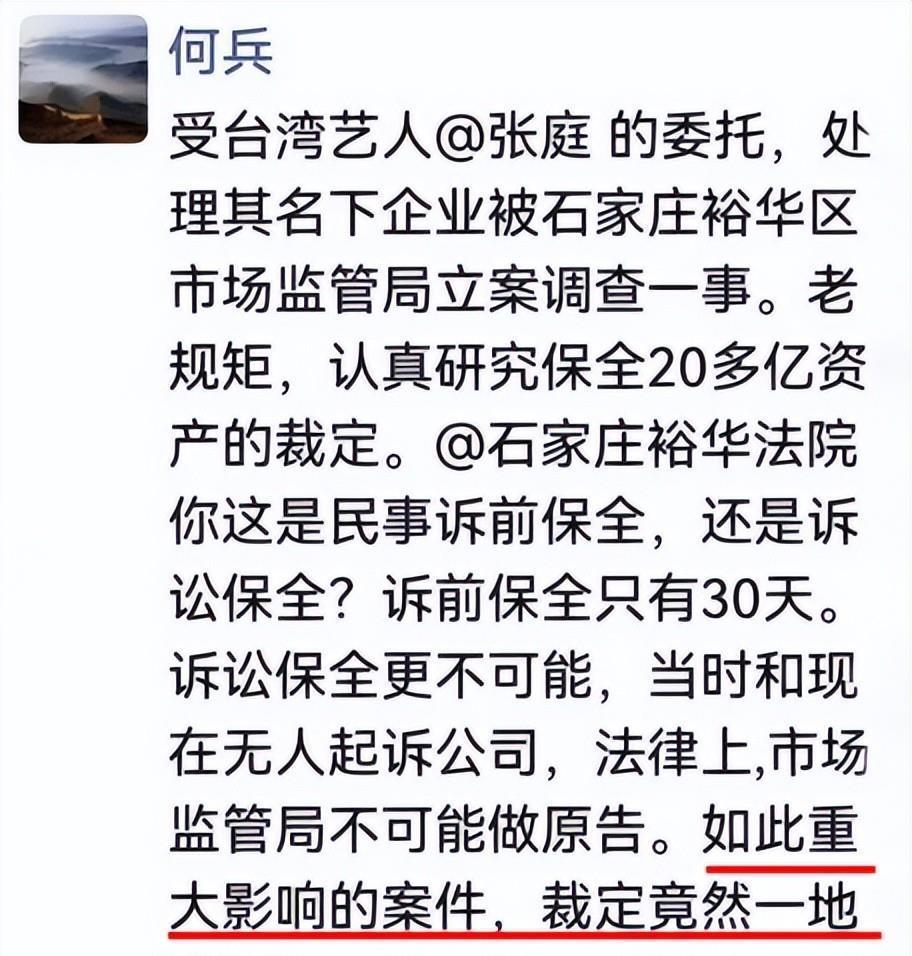 何兵
受台湾艺人@张庭 的委托，处
理其名下企业被石家庄裕华区
市场监管局立案调查一事。老
规矩，认真研究保全20多亿资
产的裁定。@石家庄裕华法院
你这是民事诉前保全，还是诉
讼保全？诉前保全只有30天。
诉讼保全更不可能，当时和现
在无人起诉公司，法律上,市场
监管局不可能做原告。如此重
大影响的案件，裁定竟然一地